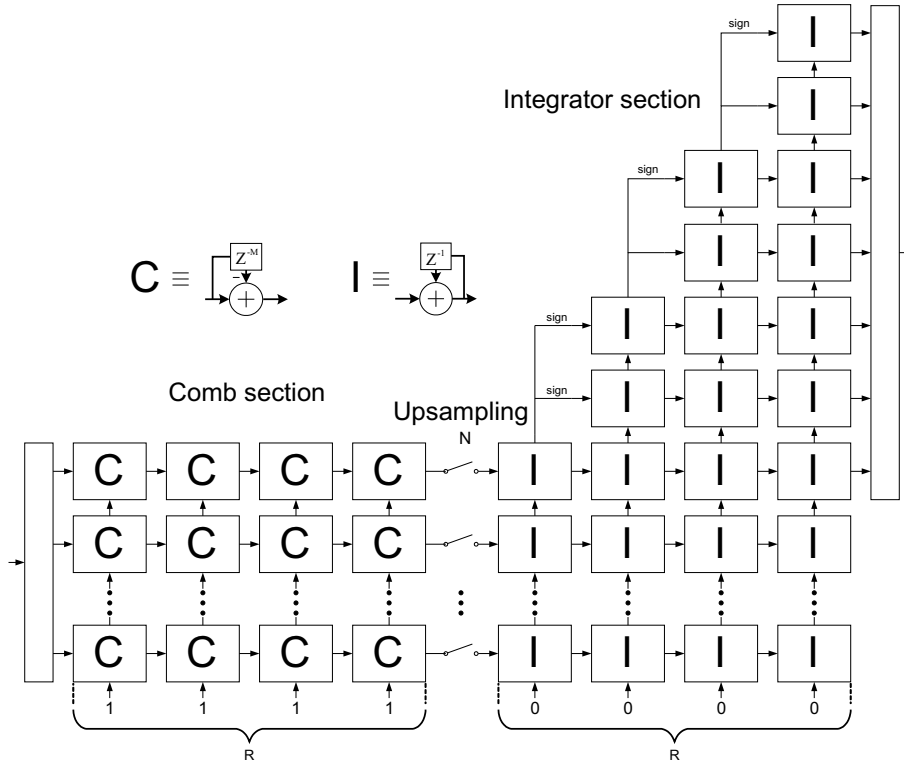 sign I
I
Integrator section
sign I I
I I
C ≡ Z⁻ᴹ − +
I ≡ Z⁻¹ +
sign I I I
sign I I I
Comb section
Upsampling
N
C C C C I I I I
C C C C I I I I
C C C C I I I I
1 1 1 1 0 0 0 0
R R